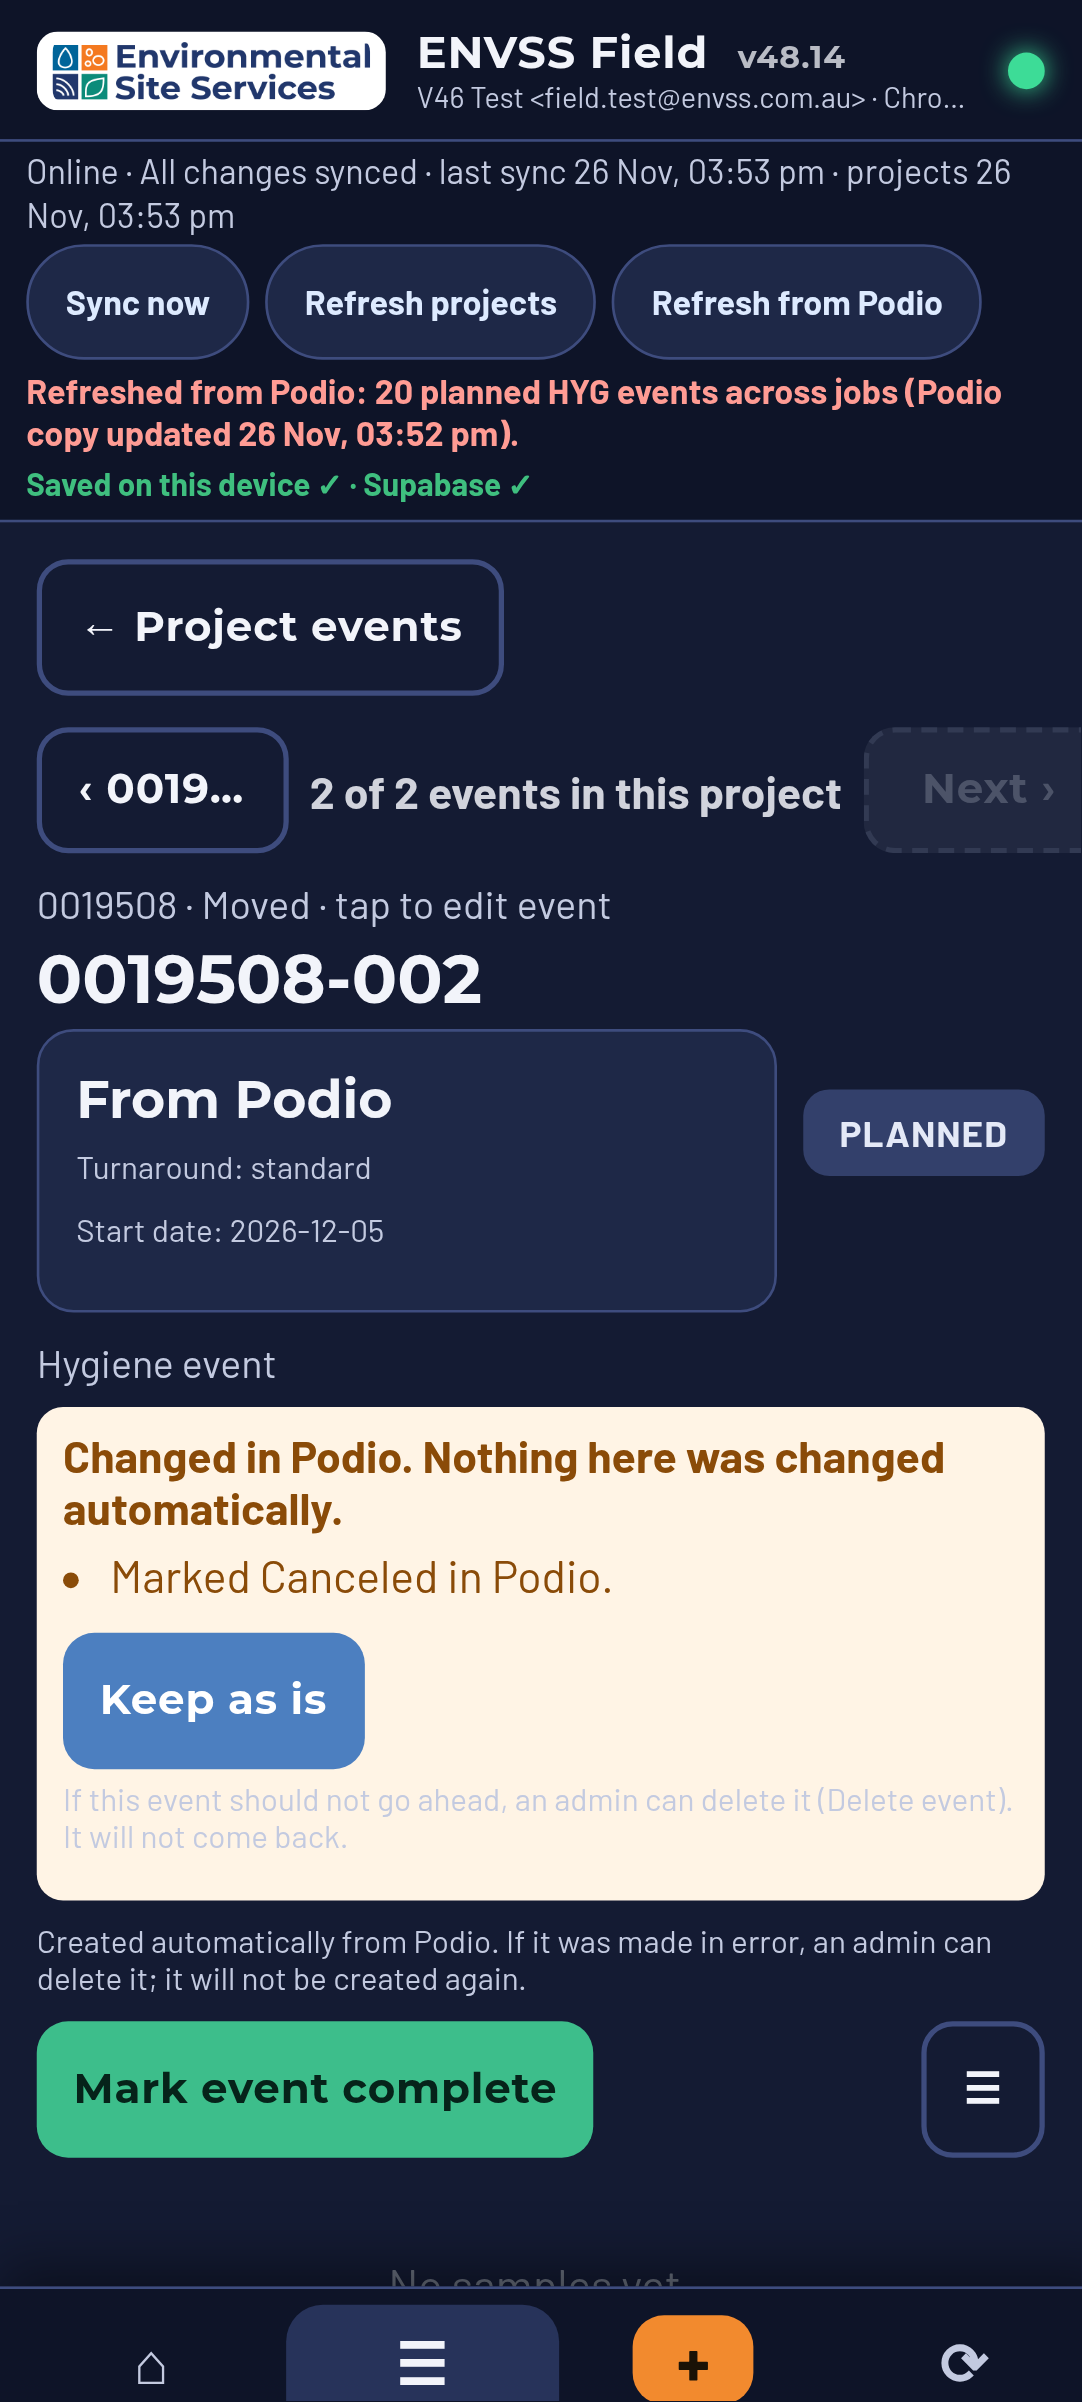 Environmental
Site Services
ENVSS Field v48.14
V46 Test <field.test@envss.com.au> · Chro...
Online · All changes synced · last sync 26 Nov, 03:53 pm · projects 26
Nov, 03:53 pm
Sync now
Refresh projects
Refresh from Podio
Refreshed from Podio: 20 planned HYG events across jobs (Podio
copy updated 26 Nov, 03:52 pm).
Saved on this device ✓ · Supabase ✓
← Project events
‹ 0019...
2 of 2 events in this project
Next ›
0019508 · Moved · tap to edit event
0019508-002
From Podio
Turnaround: standard
Start date: 2026-12-05
PLANNED
Hygiene event
Changed in Podio. Nothing here was changed
automatically.
• Marked Canceled in Podio.
Keep as is
If this event should not go ahead, an admin can delete it (Delete event).
It will not come back.
Created automatically from Podio. If it was made in error, an admin can
delete it; it will not be created again.
Mark event complete
No samples yet